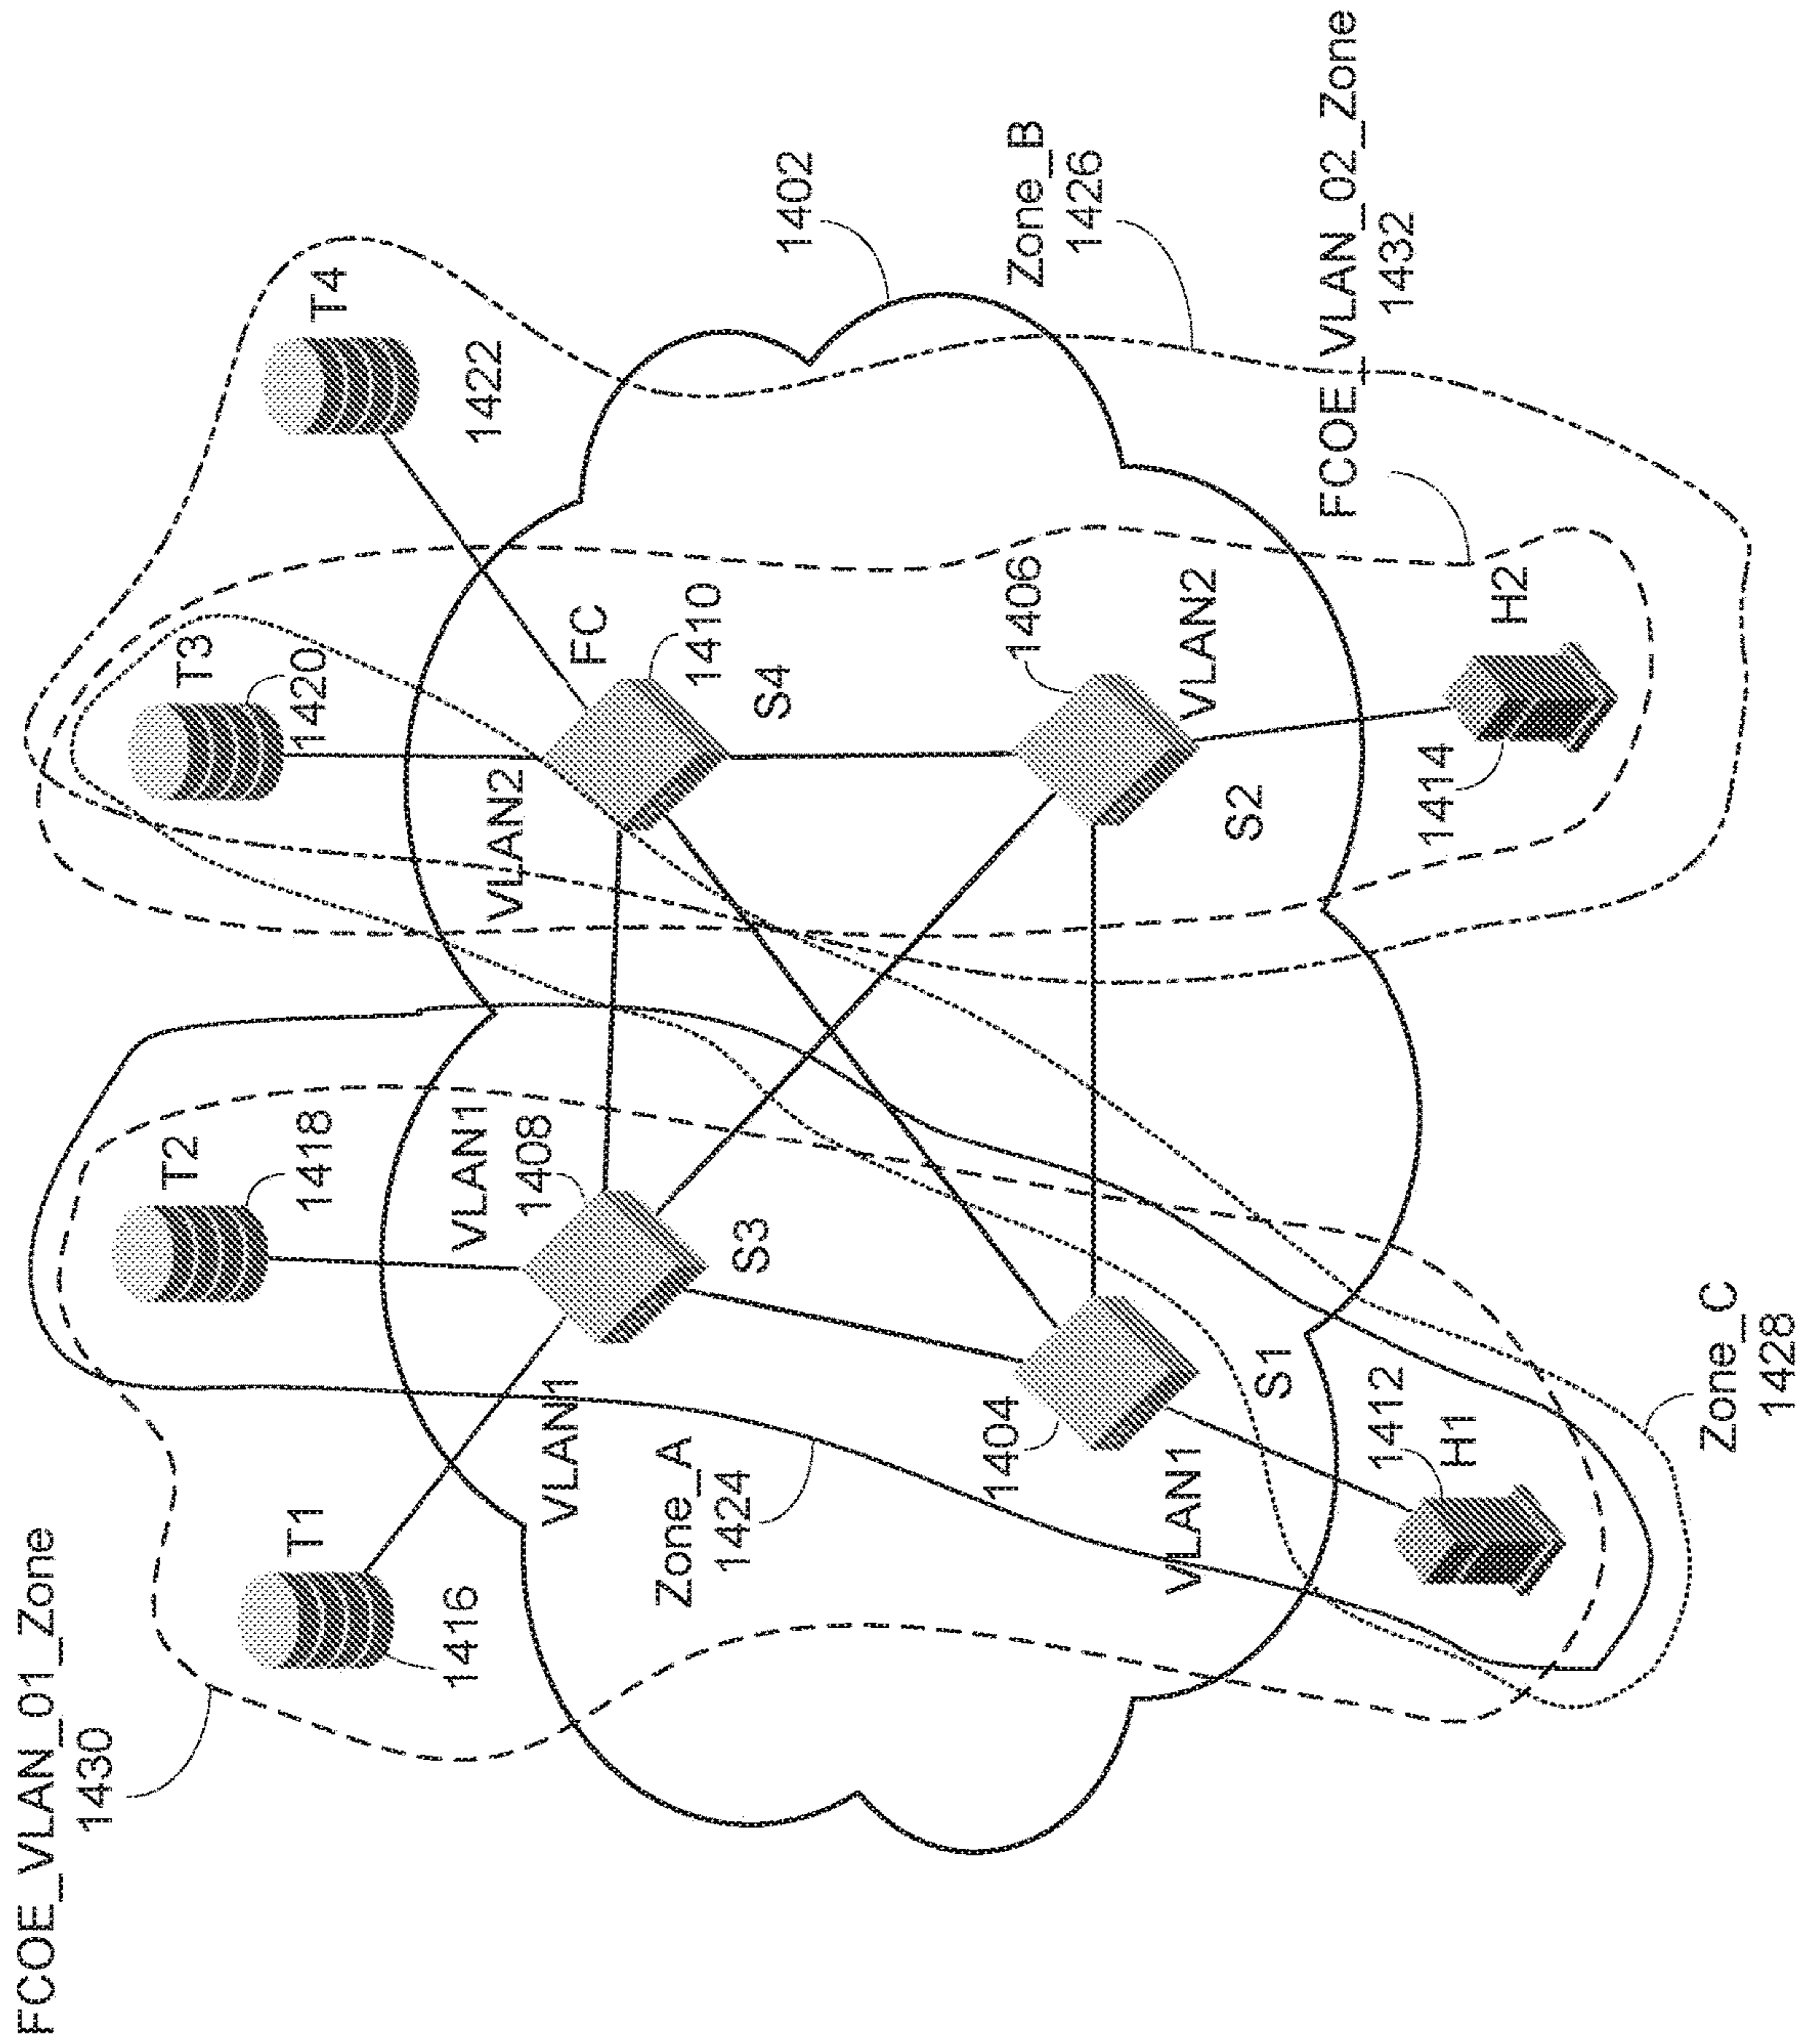 FCOE_VLAN_01_Zone
1430
T1
1416
T2
1418
T3
1420
T4
1422
VLAN1
VLAN1
1408
S3
VLAN2
FC
1410
S4
Zone_A
1424
1404
S1
VLAN1
1406
VLAN2
S2
1402
Zone_B
1426
FCOE_VLAN_02_Zone
1432
1412
H1
1414
H2
Zone_C
1428